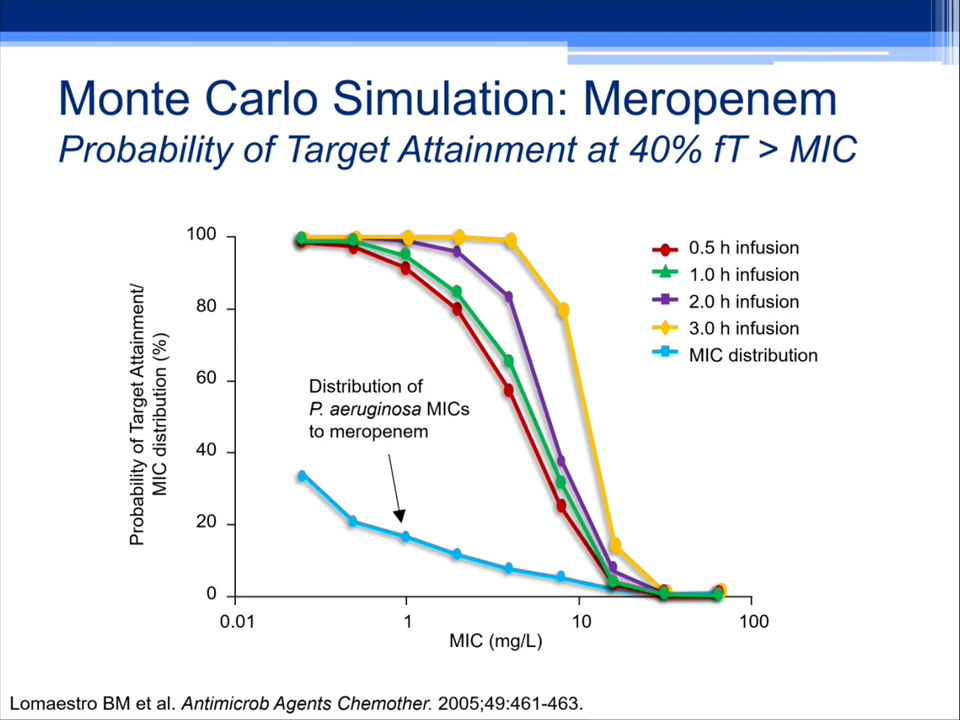 Monte Carlo Simulation: Meropenem
Probability of Target Attainment at 40% fT > MIC
Probability of Target Attainment/
MIC distribution (%)
100
80
60
40
20
0
0.01
1
10
100
MIC (mg/L)
Distribution of
P. aeruginosa MICs
to meropenem
0.5 h infusion
1.0 h infusion
2.0 h infusion
3.0 h infusion
MIC distribution
Lomaestro BM et al. Antimicrob Agents Chemother. 2005;49:461-463.